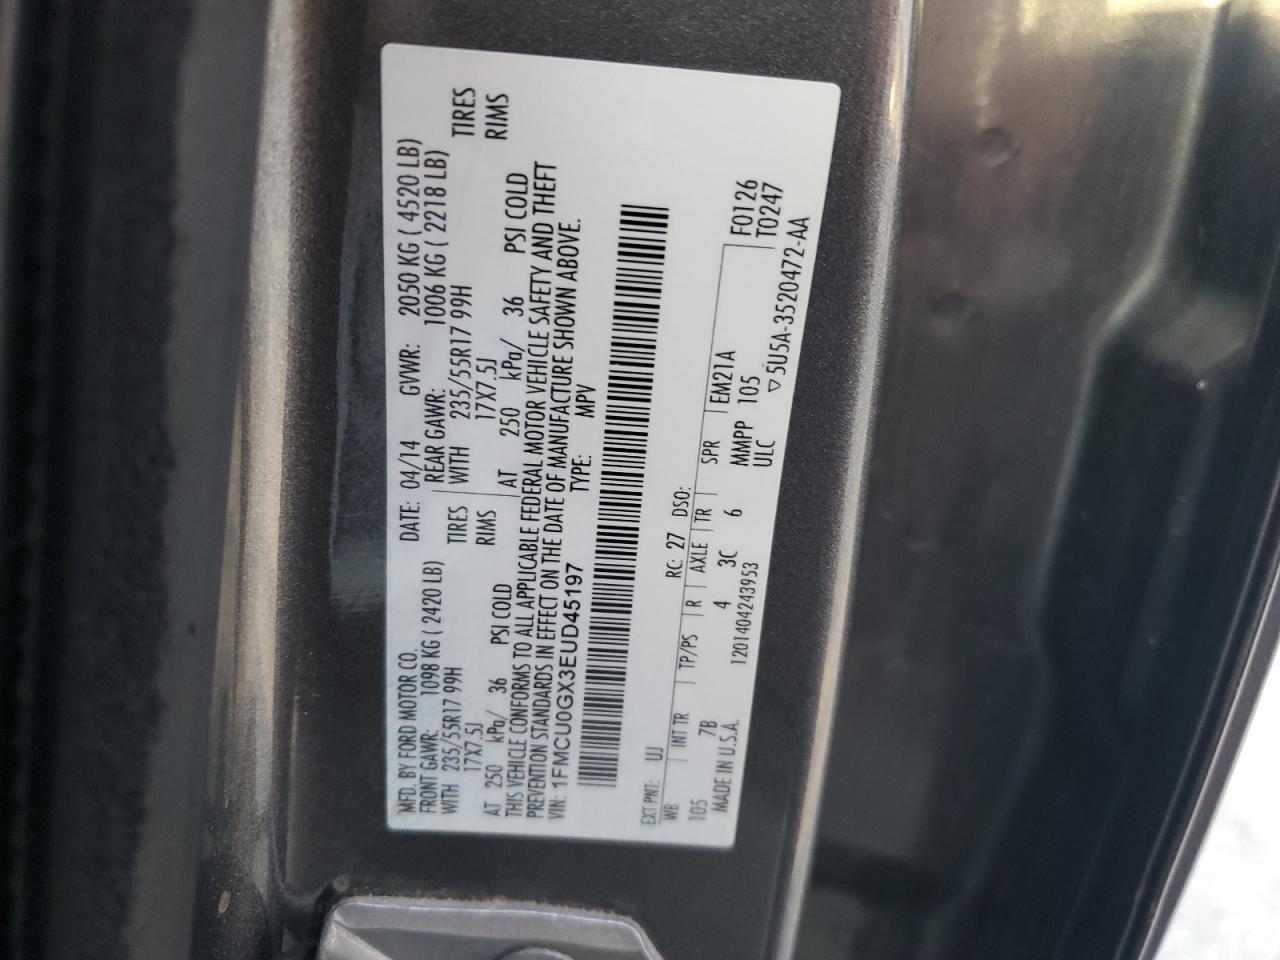 MFD. BY FORD MOTOR CO.
DATE: 04/14 GVWR: 2050 KG ( 4520 LB)
FRONT GAWR: 1098 KG ( 2420 LB) REAR GAWR: 1006 KG ( 2218 LB)
WITH 235/55R17 99H TIRES WITH 235/55R17 99H TIRES
17X7.5J RIMS 17X7.5J RIMS
AT 250 kPa/ 36 PSI COLD AT 250 kPa/ 36 PSI COLD
THIS VEHICLE CONFORMS TO ALL APPLICABLE FEDERAL MOTOR VEHICLE SAFETY AND THEFT
PREVENTION STANDARDS IN EFFECT ON THE DATE OF MANUFACTURE SHOWN ABOVE.
VIN: 1FMCU0GX3EUD45197 TYPE: MPV
EXT PNT: UJ RC: 27 DSO: F0126
WB INT TR TP/PS R AXLE TR SPR EM21A T0247
105 7B 4 3C 6 MMPP 105
MADE IN U.S.A. 1201404243953 ULC ▽5U5A-3520472-AA